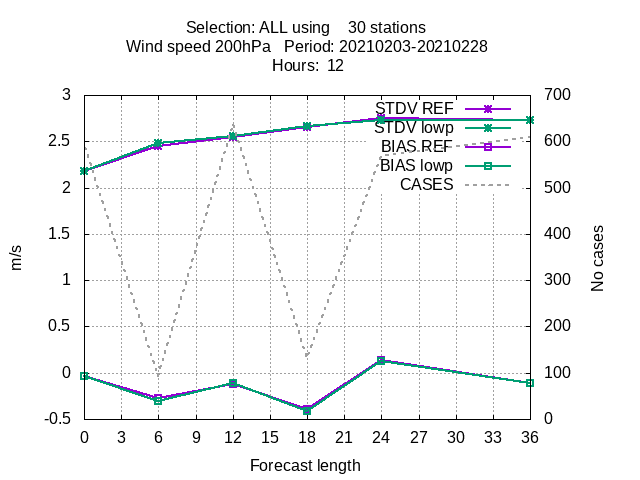 Selection: ALL using 30 stations
Wind speed 200hPa Period: 20210203-20210228
Hours: 12
3 700
STDV REF
STDV lowp
2.5 600
BIAS REF
BIAS lowp
CASES
2 500
1.5 400
m/s
No cases
1 300
0.5 200
0 100
-0.5 0
0 3 6 9 12 15 18 21 24 27 30 33 36
Forecast length